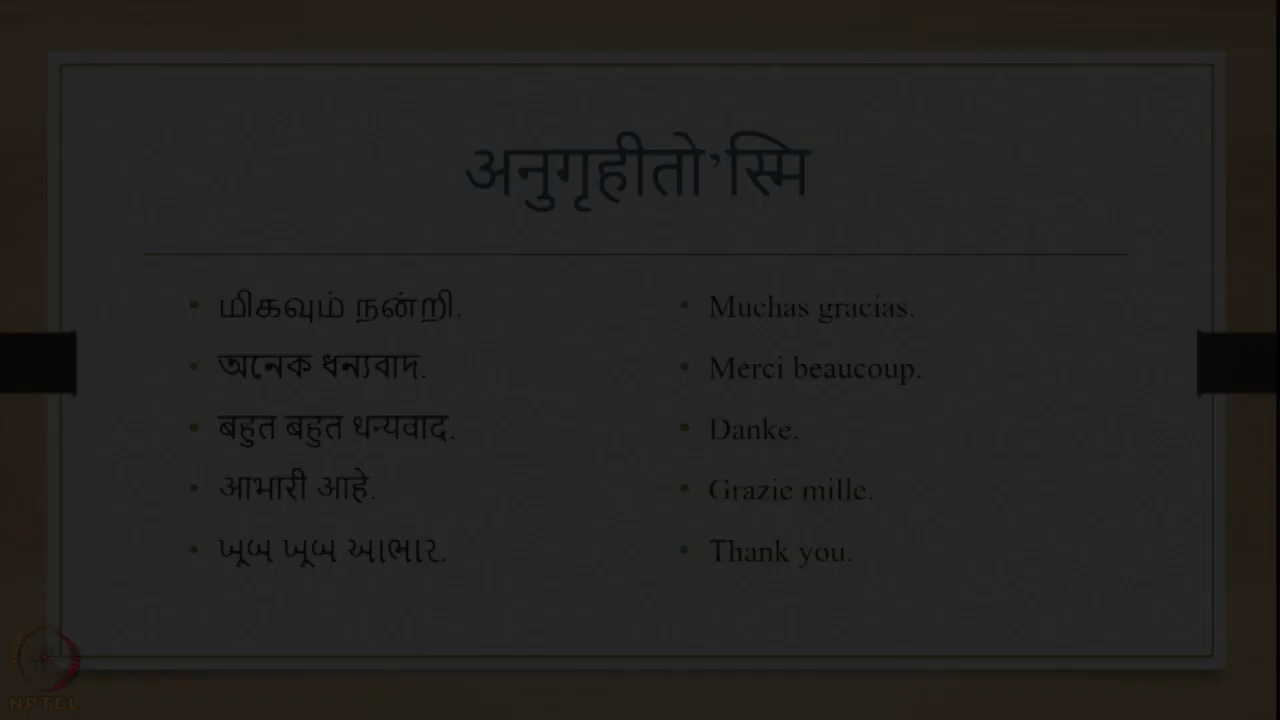 अनुगृहीतो’स्मि
• மிகவும் நன்றி.
• অনেক ধন্যবাদ.
• बहुत बहुत धन्यवाद.
• आभारी आहे.
• ખૂબ ખૂબ આભાર.
• Muchas gracias.
• Merci beaucoup.
• Danke.
• Grazie mille.
• Thank you.
NPTEL